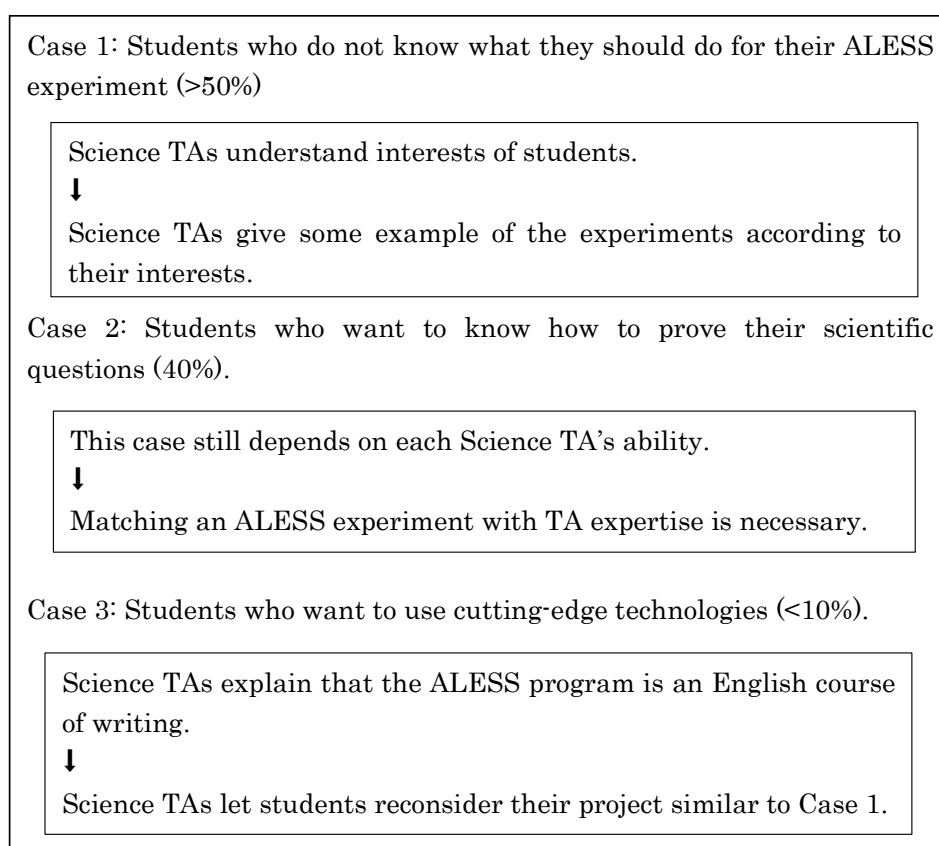 Case 1: Students who do not know what they should do for their ALESS
experiment (>50%)
Science TAs understand interests of students.
⬇
Science TAs give some example of the experiments according to
their interests.
Case 2: Students who want to know how to prove their scientific
questions (40%).
This case still depends on each Science TA’s ability.
⬇
Matching an ALESS experiment with TA expertise is necessary.
Case 3: Students who want to use cutting-edge technologies (<10%).
Science TAs explain that the ALESS program is an English course
of writing.
⬇
Science TAs let students reconsider their project similar to Case 1.